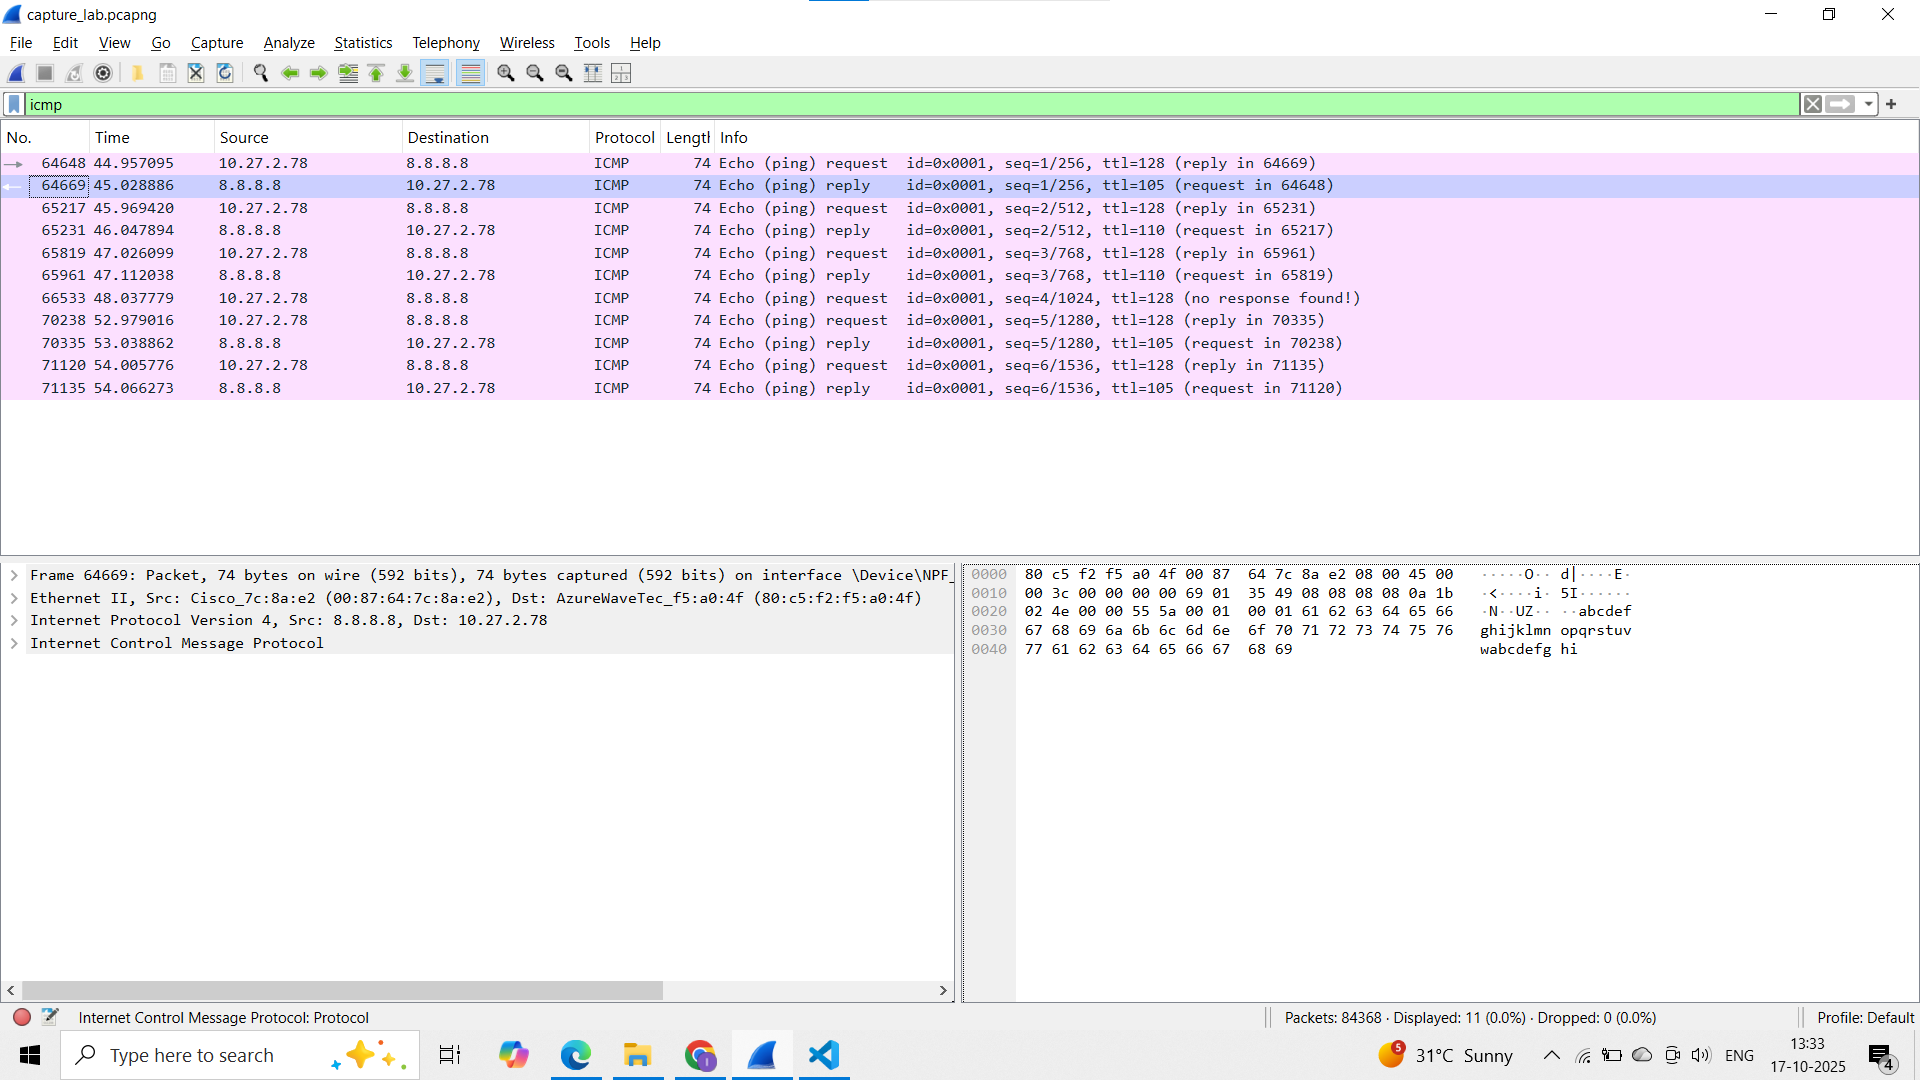 capture_lab.pcapng
File Edit View Go Capture Analyze Statistics Telephony Wireless Tools Help
icmp
No. Time Source Destination Protocol Length Info
64648 44.957095 10.27.2.78 8.8.8.8 ICMP 74 Echo (ping) request id=0x0001, seq=1/256, ttl=128 (reply in 64669)
64669 45.028886 8.8.8.8 10.27.2.78 ICMP 74 Echo (ping) reply id=0x0001, seq=1/256, ttl=105 (request in 64648)
65217 45.969420 10.27.2.78 8.8.8.8 ICMP 74 Echo (ping) request id=0x0001, seq=2/512, ttl=128 (reply in 65231)
65231 46.047894 8.8.8.8 10.27.2.78 ICMP 74 Echo (ping) reply id=0x0001, seq=2/512, ttl=110 (request in 65217)
65819 47.026099 10.27.2.78 8.8.8.8 ICMP 74 Echo (ping) request id=0x0001, seq=3/768, ttl=128 (reply in 65961)
65961 47.112038 8.8.8.8 10.27.2.78 ICMP 74 Echo (ping) reply id=0x0001, seq=3/768, ttl=110 (request in 65819)
66533 48.037779 10.27.2.78 8.8.8.8 ICMP 74 Echo (ping) request id=0x0001, seq=4/1024, ttl=128 (no response found!)
70238 52.979016 10.27.2.78 8.8.8.8 ICMP 74 Echo (ping) request id=0x0001, seq=5/1280, ttl=128 (reply in 70335)
70335 53.038862 8.8.8.8 10.27.2.78 ICMP 74 Echo (ping) reply id=0x0001, seq=5/1280, ttl=105 (request in 70238)
71120 54.005776 10.27.2.78 8.8.8.8 ICMP 74 Echo (ping) request id=0x0001, seq=6/1536, ttl=128 (reply in 71135)
71135 54.066273 8.8.8.8 10.27.2.78 ICMP 74 Echo (ping) reply id=0x0001, seq=6/1536, ttl=105 (request in 71120)
Frame 64669: Packet, 74 bytes on wire (592 bits), 74 bytes captured (592 bits) on interface \Device\NPF_
Ethernet II, Src: Cisco_7c:8a:e2 (00:87:64:7c:8a:e2), Dst: AzureWaveTec_f5:a0:4f (80:c5:f2:f5:a0:4f)
Internet Protocol Version 4, Src: 8.8.8.8, Dst: 10.27.2.78
Internet Control Message Protocol
0000 80 c5 f2 f5 a0 4f 00 87 64 7c 8a e2 08 00 45 00 ·····O·· d|····E·
0010 00 3c 00 00 00 00 69 01 35 49 08 08 08 08 0a 1b ·<····i· 5I······
0020 02 4e 00 00 55 5a 00 01 00 01 61 62 63 64 65 66 ·N··UZ·· ··abcdef
0030 67 68 69 6a 6b 6c 6d 6e 6f 70 71 72 73 74 75 76 ghijklmn opqrstuv
0040 77 61 62 63 64 65 66 67 68 69 wabcdefg hi
Internet Control Message Protocol: Protocol
Packets: 84368 · Displayed: 11 (0.0%) · Dropped: 0 (0.0%)
Profile: Default
Type here to search
5
31°C Sunny
ENG
13:33
17-10-2025
4